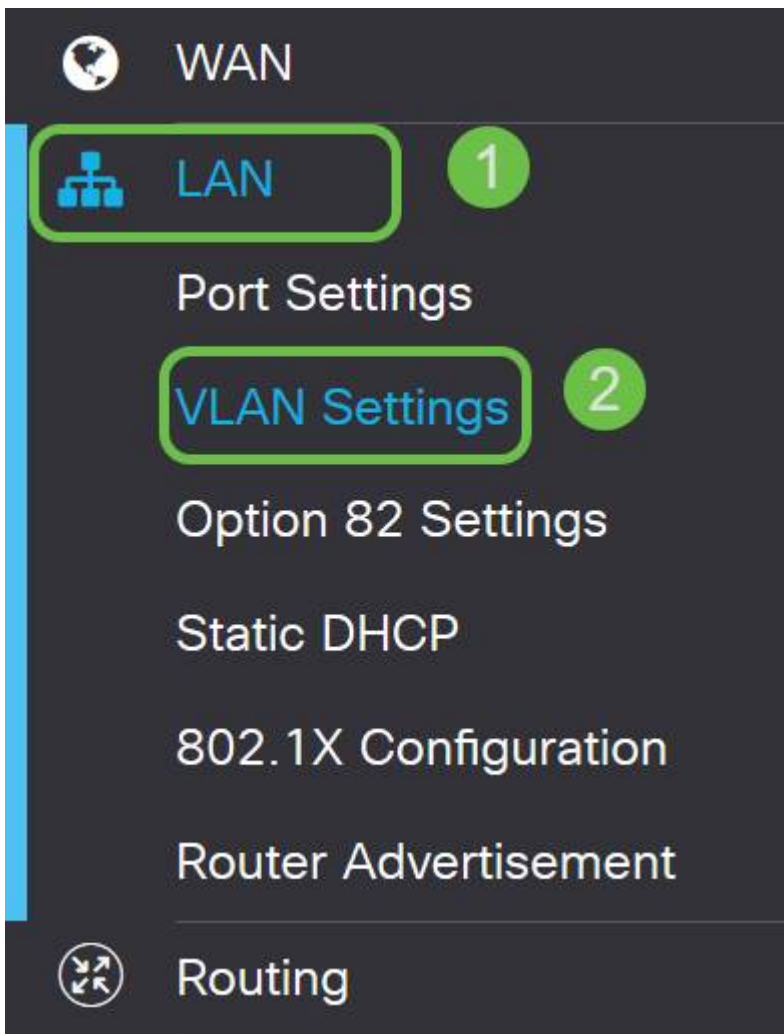 WAN
LAN 1
Port Settings
VLAN Settings 2
Option 82 Settings
Static DHCP
802.1X Configuration
Router Advertisement
Routing